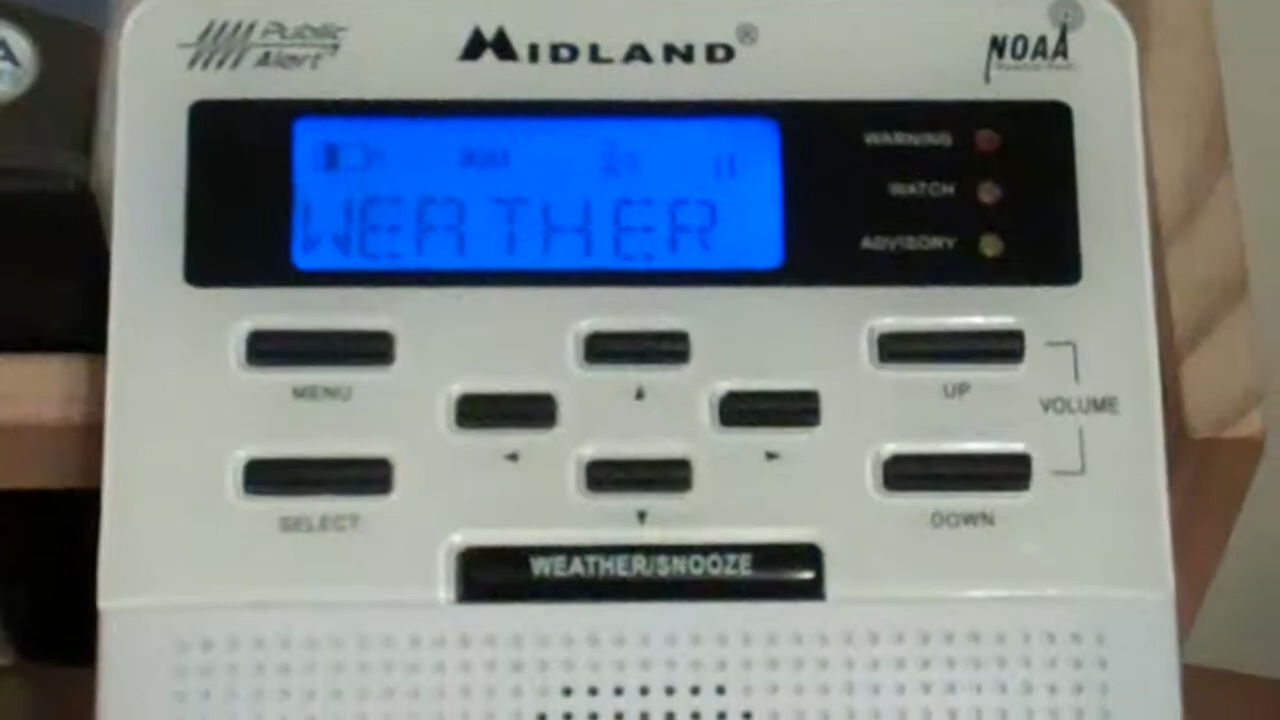 Public
Alert
MIDLAND®
NOAA
WARNING
WATCH
WEATHER
ADVISORY
MENU
UP
VOLUME
SELECT
DOWN
WEATHER/SNOOZE
A